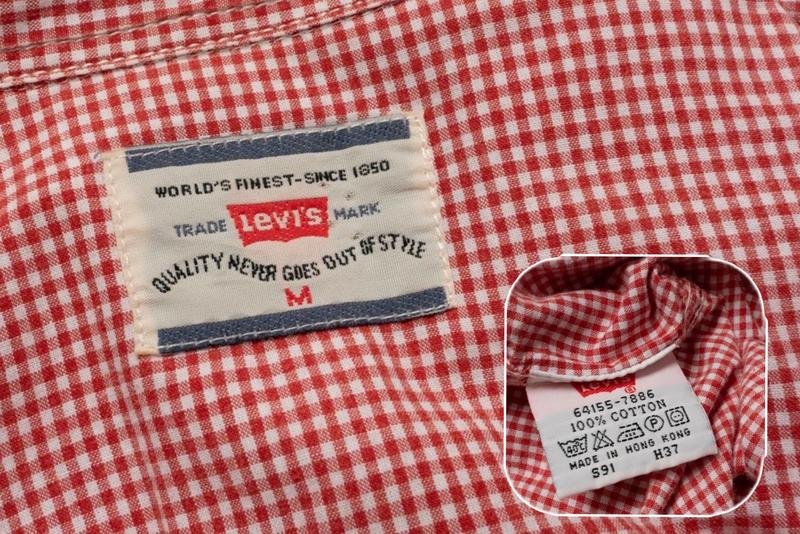 WORLD'S FINEST-SINCE 1850
TRADE LEVI'S MARK
QUALITY NEVER GOES OUT OF STYLE
M
64155-7886
100% COTTON
40°C P
MADE IN HONG KONG
S91 H37